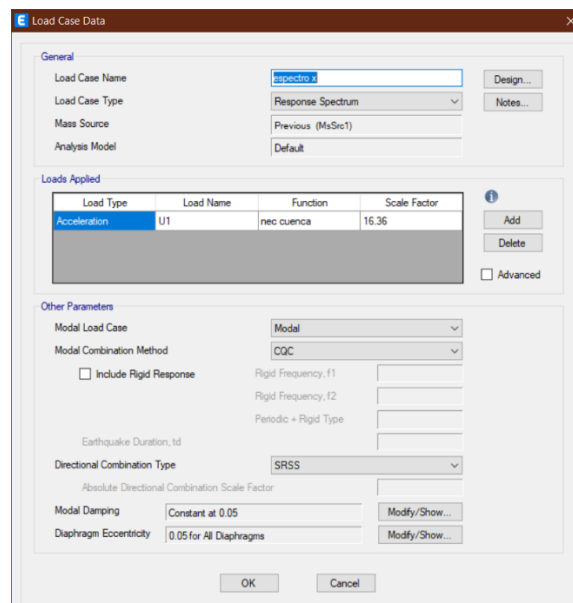 E Load Case Data
General
Load Case Name espectro x Design...
Load Case Type Response Spectrum Notes...
Mass Source Previous (MsSrc1)
Analysis Model Default
Loads Applied
Load Type Load Name Function Scale Factor
Acceleration U1 nec cuenca 16.36 Add
Delete
Advanced
Other Parameters
Modal Load Case Modal
Modal Combination Method CQC
Include Rigid Response Rigid Frequency, f1
Rigid Frequency, f2
Periodic + Rigid Type
Earthquake Duration, td
Directional Combination Type SRSS
Absolute Directional Combination Scale Factor
Modal Damping Constant at 0.05 Modify/Show...
Diaphragm Eccentricity 0.05 for All Diaphragms Modify/Show...
OK Cancel